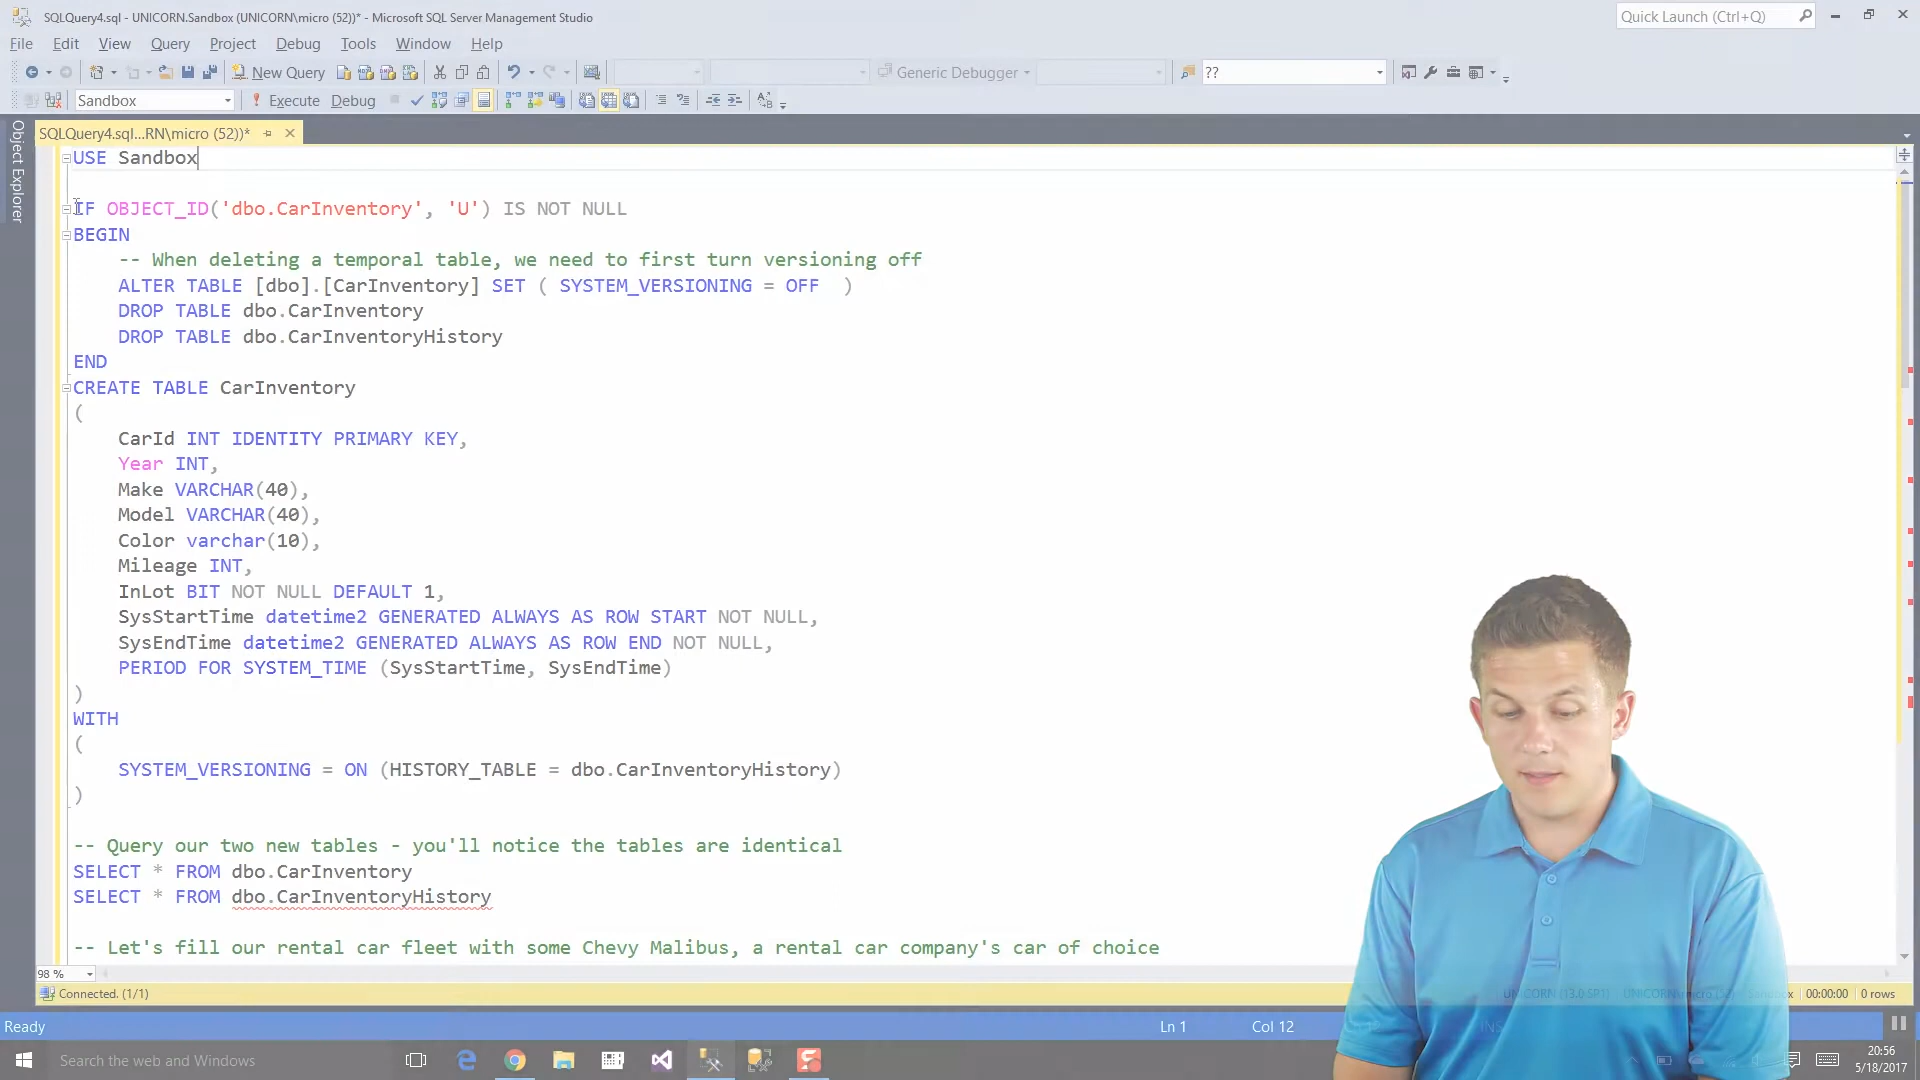 SQLQuery4.sql - UNICORN.Sandbox (UNICORN\micro (52))* - Microsoft SQL Server Management Studio
Quick Launch (Ctrl+Q)
File Edit View Query Project Debug Tools Window Help
New Query
Generic Debugger
??
Sandbox
Execute Debug
SQLQuery4.sql...RN\micro (52))*
Object Explorer
USE Sandbox
IF OBJECT_ID('dbo.CarInventory', 'U') IS NOT NULL
BEGIN
-- When deleting a temporal table, we need to first turn versioning off
ALTER TABLE [dbo].[CarInventory] SET ( SYSTEM_VERSIONING = OFF )
DROP TABLE dbo.CarInventory
DROP TABLE dbo.CarInventoryHistory
END
CREATE TABLE CarInventory
(
CarId INT IDENTITY PRIMARY KEY,
Year INT,
Make VARCHAR(40),
Model VARCHAR(40),
Color varchar(10),
Mileage INT,
InLot BIT NOT NULL DEFAULT 1,
SysStartTime datetime2 GENERATED ALWAYS AS ROW START NOT NULL,
SysEndTime datetime2 GENERATED ALWAYS AS ROW END NOT NULL,
PERIOD FOR SYSTEM_TIME (SysStartTime, SysEndTime)
)
WITH
(
SYSTEM_VERSIONING = ON (HISTORY_TABLE = dbo.CarInventoryHistory)
)
-- Query our two new tables - you'll notice the tables are identical
SELECT * FROM dbo.CarInventory
SELECT * FROM dbo.CarInventoryHistory
-- Let's fill our rental car fleet with some Chevy Malibus, a rental car company's car of choice
98 %
Connected. (1/1)
UNICORN (13.0 SP1) UNICORN\micro (52) Sandbox 00:00:00 0 rows
Ready
Ln 1
Col 12
INS
Search the web and Windows
20:56
5/18/2017